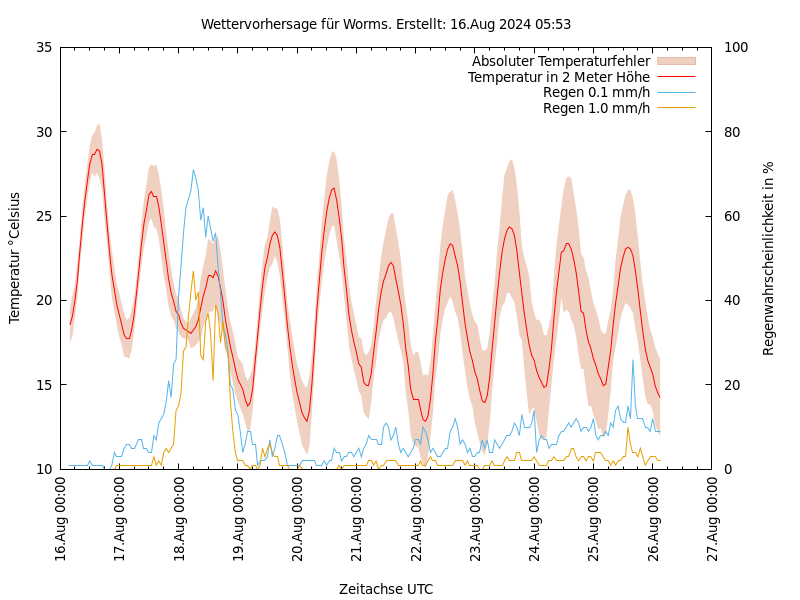 Wettervorhersage für Worms. Erstellt: 16.Aug 2024 05:53
35
30
25
20
15
10
100
80
60
40
20
0
Temperatur °Celsius
Regenwahrscheinlichkeit in %
Absoluter Temperaturfehler
Temperatur in 2 Meter Höhe
Regen 0.1 mm/h
Regen 1.0 mm/h
16.Aug 00:00
17.Aug 00:00
18.Aug 00:00
19.Aug 00:00
20.Aug 00:00
21.Aug 00:00
22.Aug 00:00
23.Aug 00:00
24.Aug 00:00
25.Aug 00:00
26.Aug 00:00
27.Aug 00:00
Zeitachse UTC